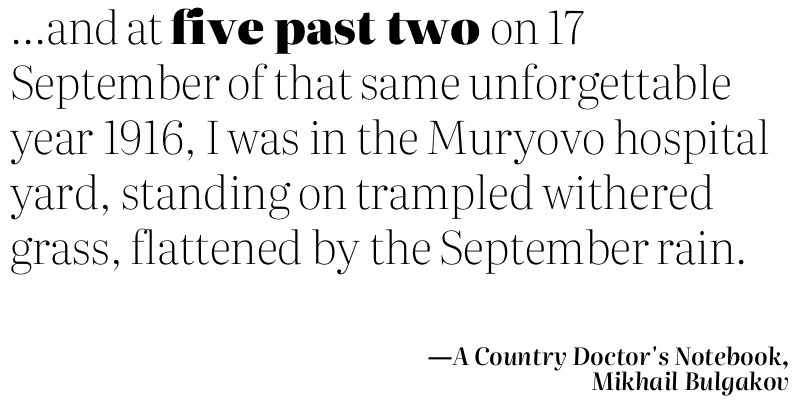 ...and at five past two on 17
September of that same unforgettable
year 1916, I was in the Muryovo hospital
yard, standing on trampled withered
grass, flattened by the September rain.
—A Country Doctor's Notebook,
Mikhail Bulgakov